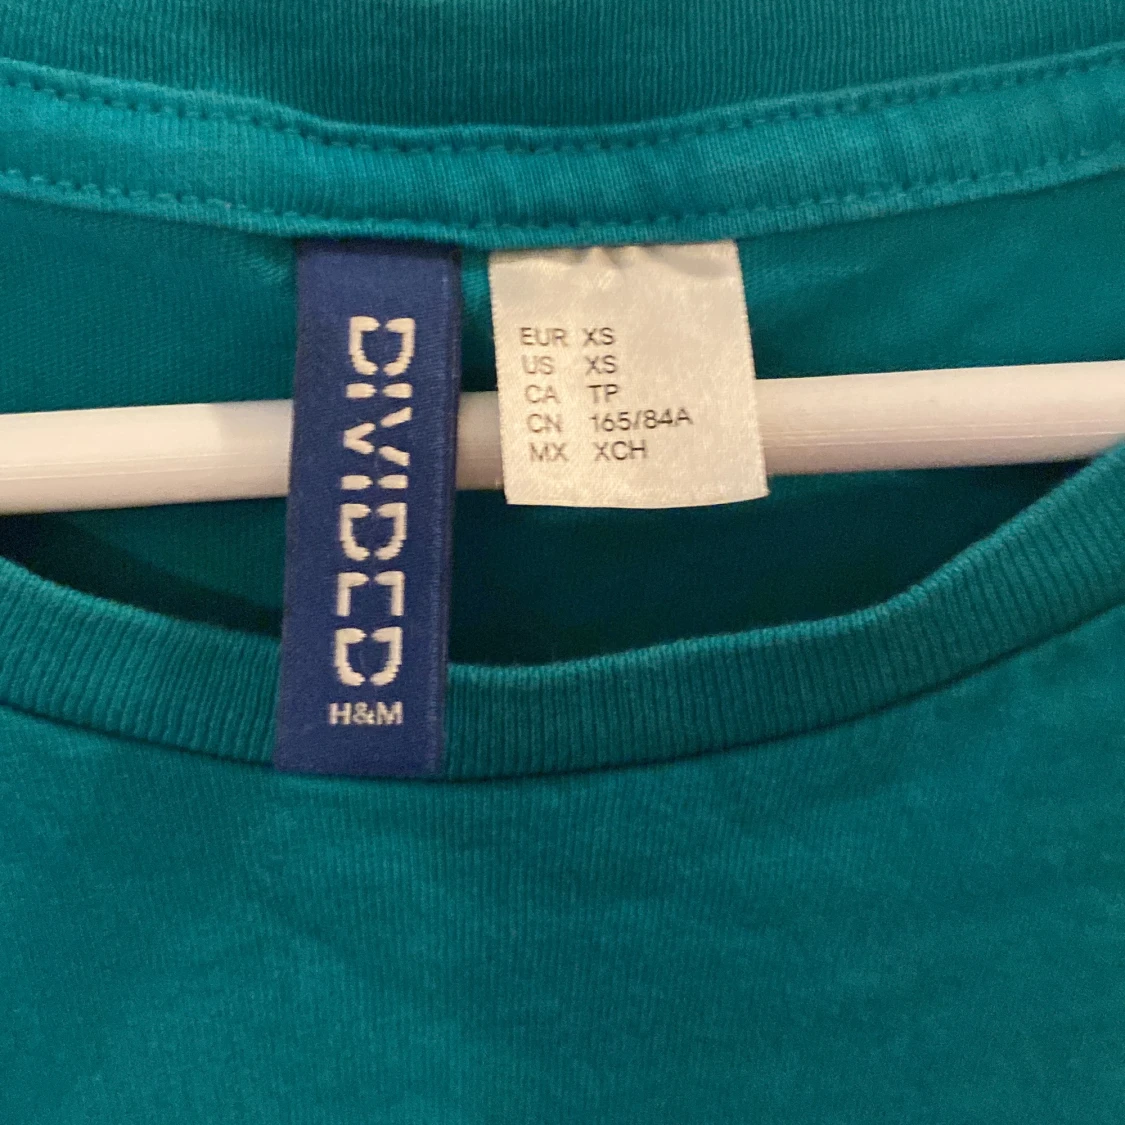 DIVIDED
H&M
EUR XS
US XS
CA TP
CN 165/84A
MX XCH